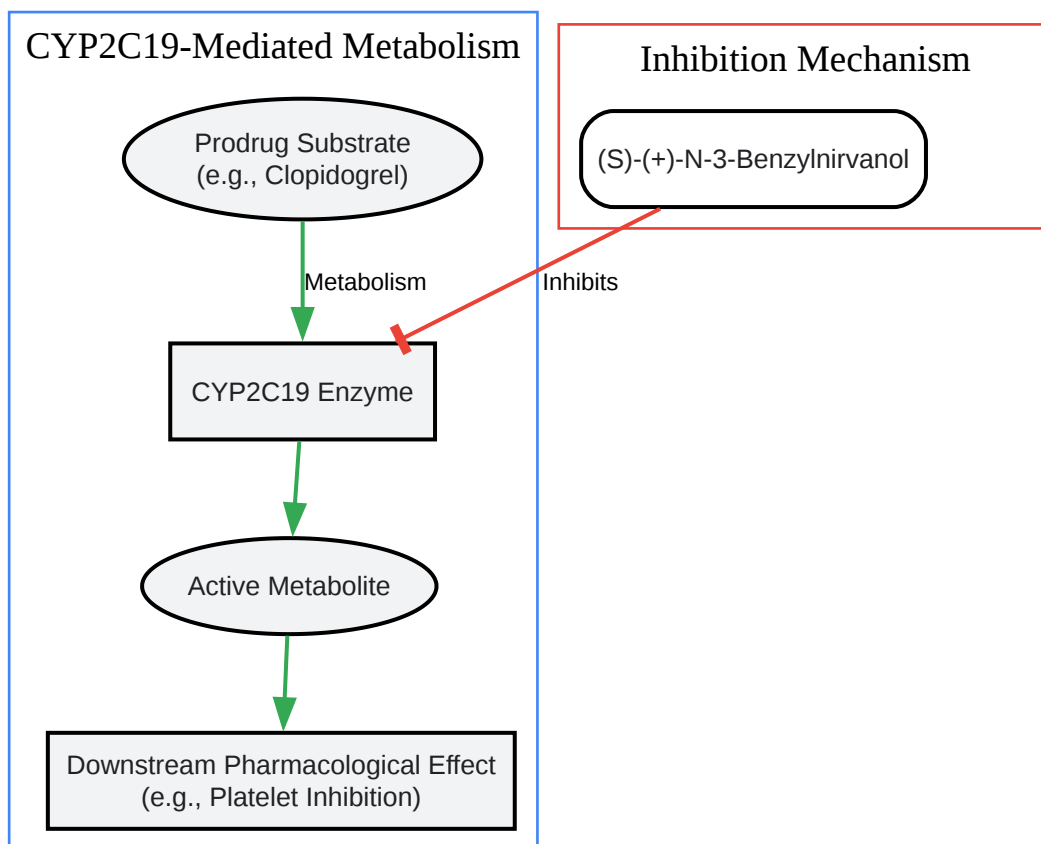 CYP2C19-Mediated Metabolism
Prodrug Substrate
(e.g., Clopidogrel)
Metabolism
CYP2C19 Enzyme
Active Metabolite
Downstream Pharmacological Effect
(e.g., Platelet Inhibition)
Inhibition Mechanism
(S)-(+)-N-3-Benzylnirvanol
Inhibits